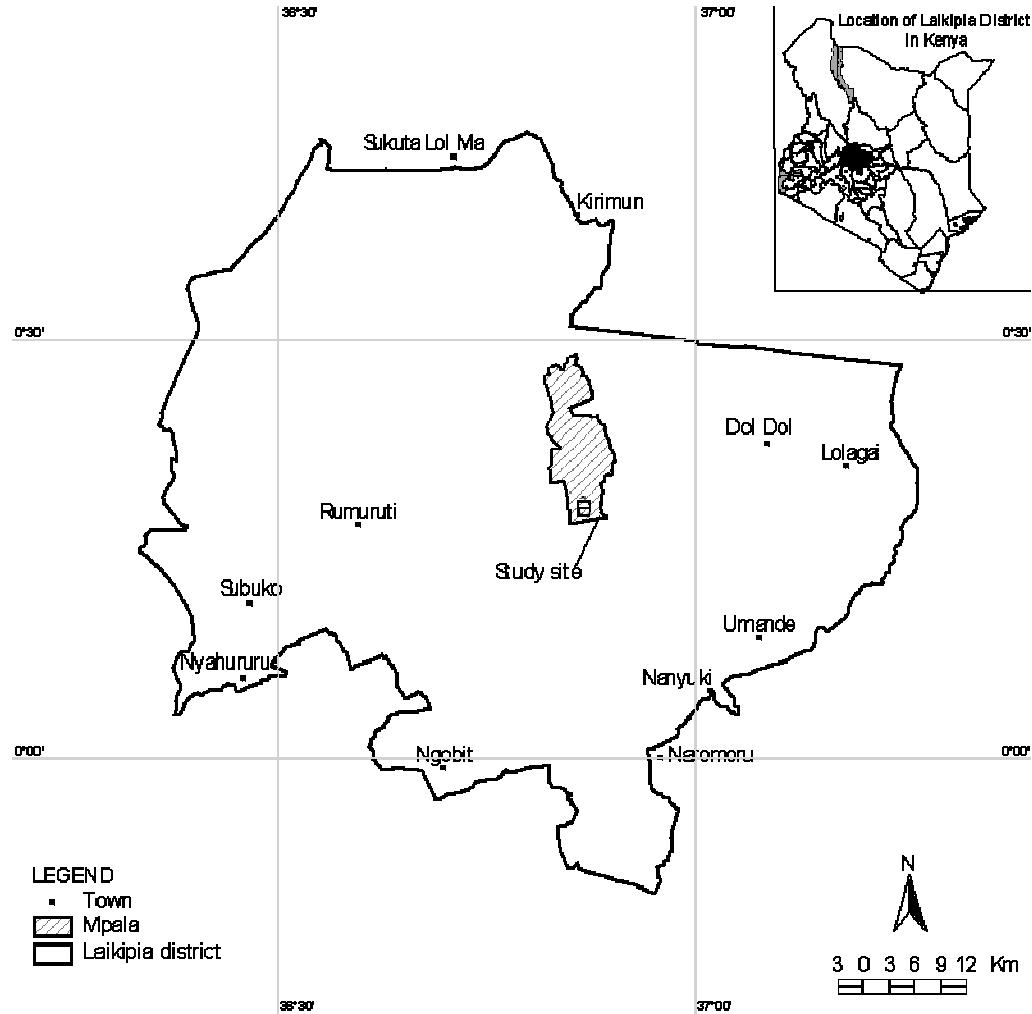 36°30'
37°00'
Location of Laikipia District
in Kenya
Sukuta Lol Ma
Kirimun
0°30'
0°30'
Dol Dol
Lolagai
Rumuruti
Study site
Subuko
Umande
Nyahururu
Nanyuki
0°00'
Ngobit
Naromoru
0°00'
LEGEND
Town
Mpala
Laikipia district
N
3 0 3 6 9 12 Km
36°30'
37°00'